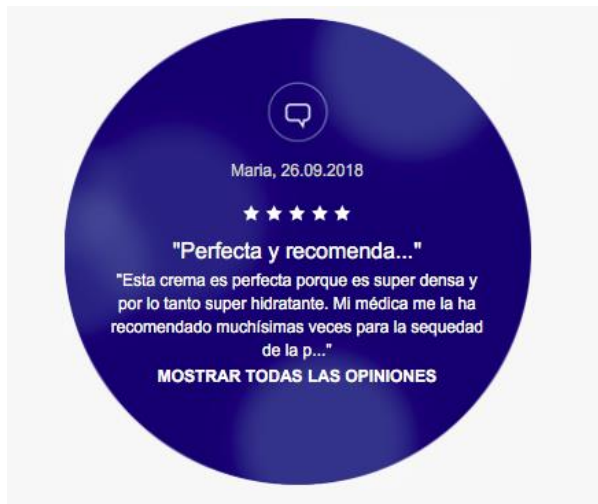 Maria, 26.09.2018
"Perfecta y recomenda..."
"Esta crema es perfecta porque es super densa y
por lo tanto super hidratante. Mi médica me la ha
recomendado muchísimas veces para la sequedad
de la p..."
MOSTRAR TODAS LAS OPINIONES